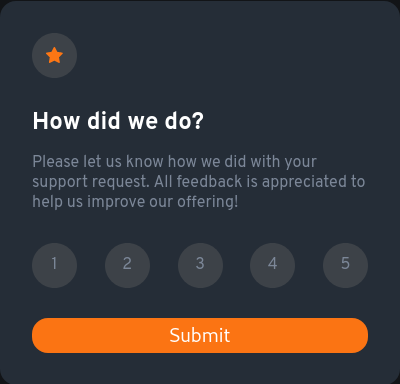 How did we do?
Please let us know how we did with your
support request. All feedback is appreciated to
help us improve our offering!
1 2 3 4 5
Submit